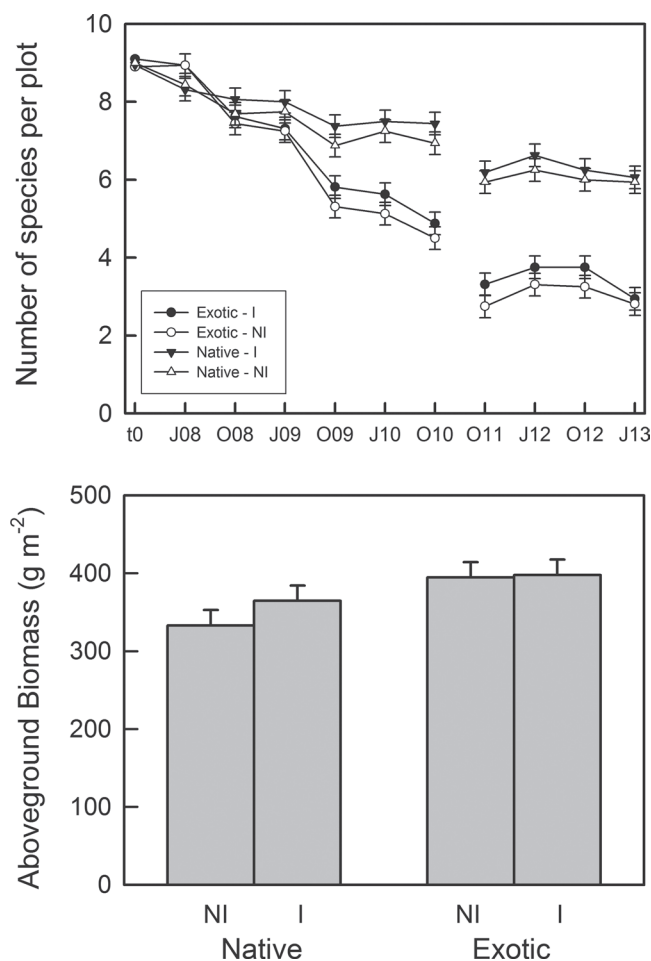 Number of species per plot
10
8
6
4
2
0
Exotic - I
Exotic - NI
Native - I
Native - NI
t0 J08 O08 J09 O09 J10 O10 O11 J12 O12 J13
Aboveground Biomass (g m-2)
500
400
300
200
100
0
NI I NI I
Native Exotic